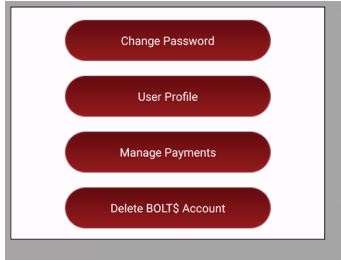 Change Password
User Profile
Manage Payments
Delete BOLT$ Account